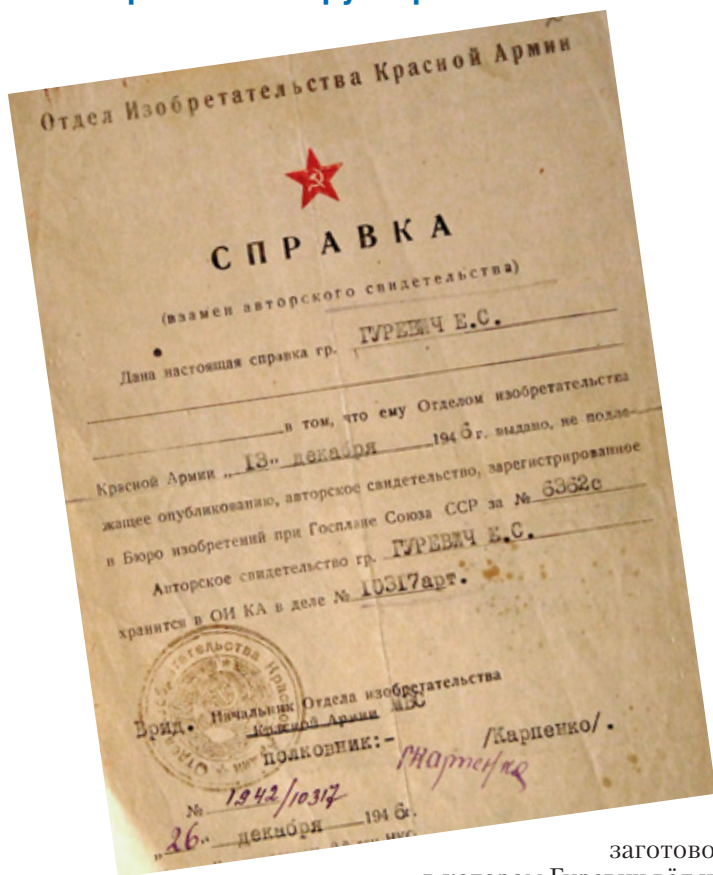 Отдел Изобретательства Красной Армии
СПРАВКА
(взамен авторского свидетельства)
Дана настоящая справка гр. ГУРЕВИЧ Е.С.
в том, что ему Отделом изобретательства
Красной Армии „13„ декабря 1946 г. выдано, не подле-
жащее опубликованию, авторское свидетельство, зарегистрированное
в Бюро изобретений при Госплане Союза ССР за № 6362с
Авторское свидетельство гр. ГУРЕВИЧ Е.С.
хранится в ОИ КА в деле № 10317арт.
Врид. Начальник Отдела изобретательства
Красной Армии МВС
полковник:- /Карпенко/.
№ 1942/10317
„26„ декабря 1946г.
заготово